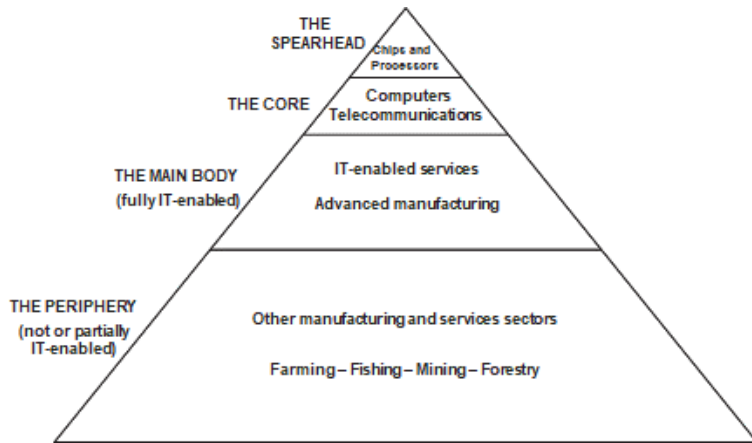 THE
SPEARHEAD
Chips and
Processors
THE CORE
Computers
Telecommunications
THE MAIN BODY
(fully IT-enabled)
IT-enabled services
Advanced manufacturing
THE PERIPHERY
(not or partially
IT-enabled)
Other manufacturing and services sectors
Farming – Fishing – Mining – Forestry